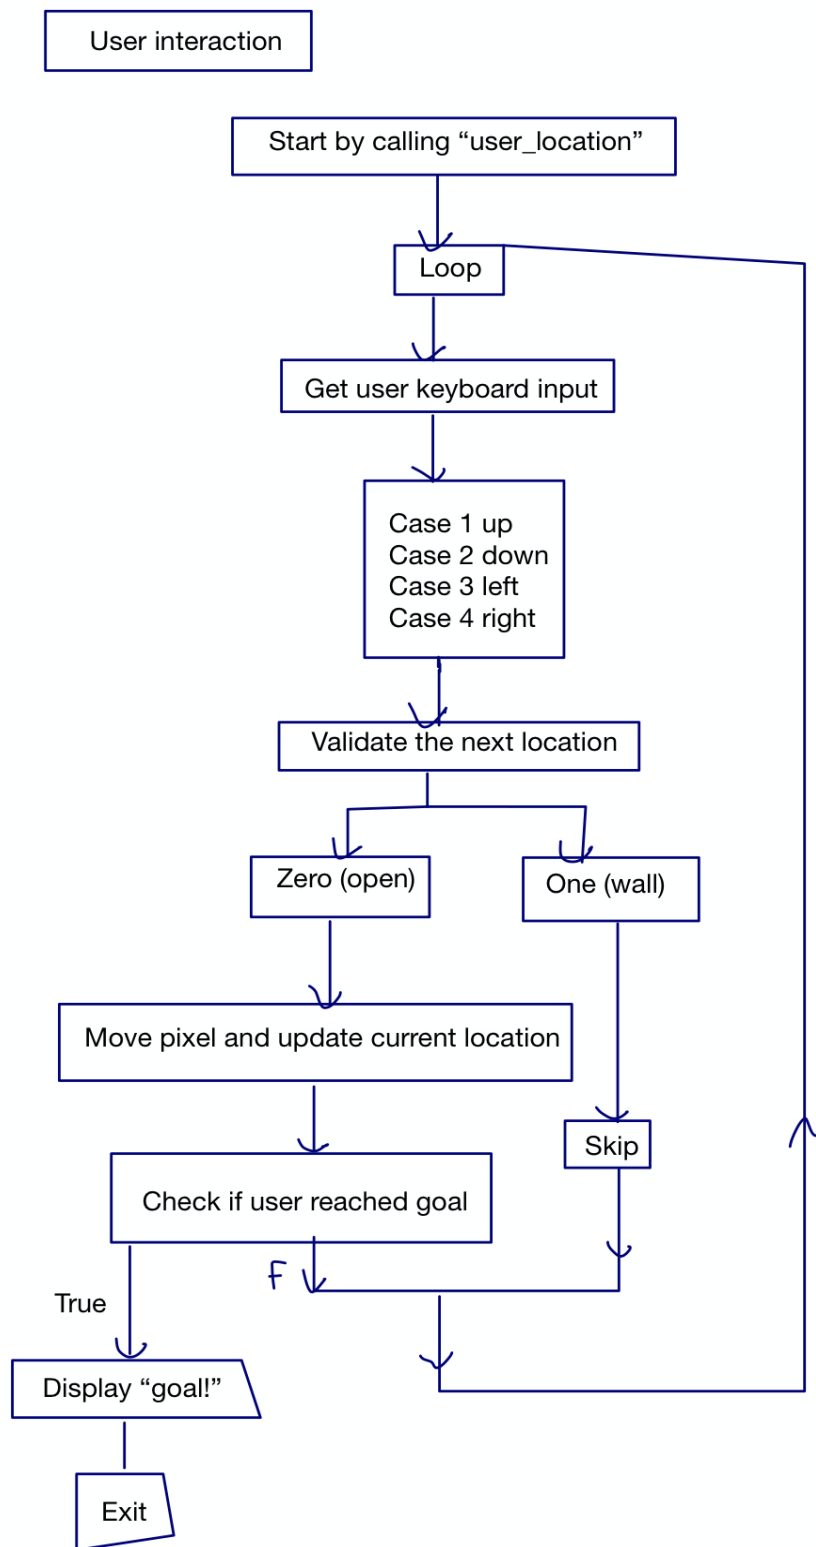 User interaction
Start by calling “user_location”
Loop
Get user keyboard input
Case 1 up
Case 2 down
Case 3 left
Case 4 right
Validate the next location
Zero (open)
One (wall)
Move pixel and update current location
Skip
Check if user reached goal
F
True
Display “goal!”
Exit